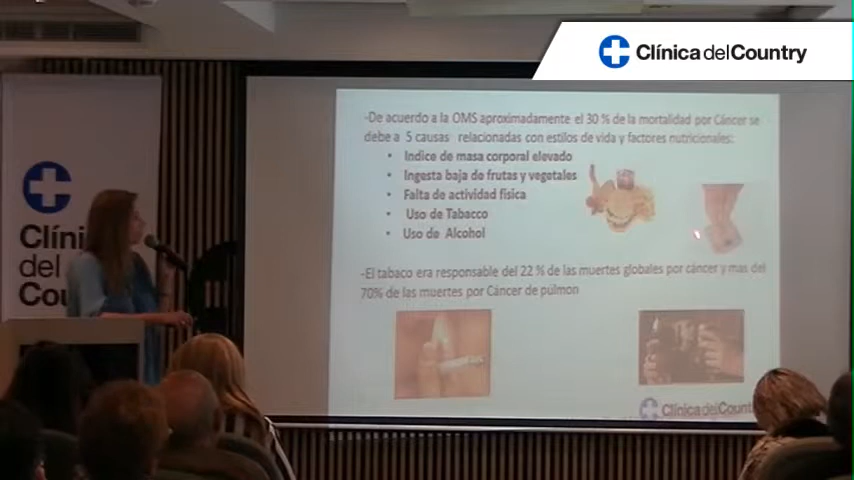 Clínica del Country
-De acuerdo a la OMS aproximadamente el 30 % de la mortalidad por Cáncer se
debe a 5 causas relacionadas con estilos de vida y factores nutricionales:
• Indice de masa corporal elevado
• Ingesta baja de frutas y vegetales
• Falta de actividad física
• Uso de Tabaco
• Uso de Alcohol
-El tabaco era responsable del 22 % de las muertes globales por cáncer y mas del
70% de las muertes por Cáncer de pulmon
Clíni
del
Cou
Clínica del Count